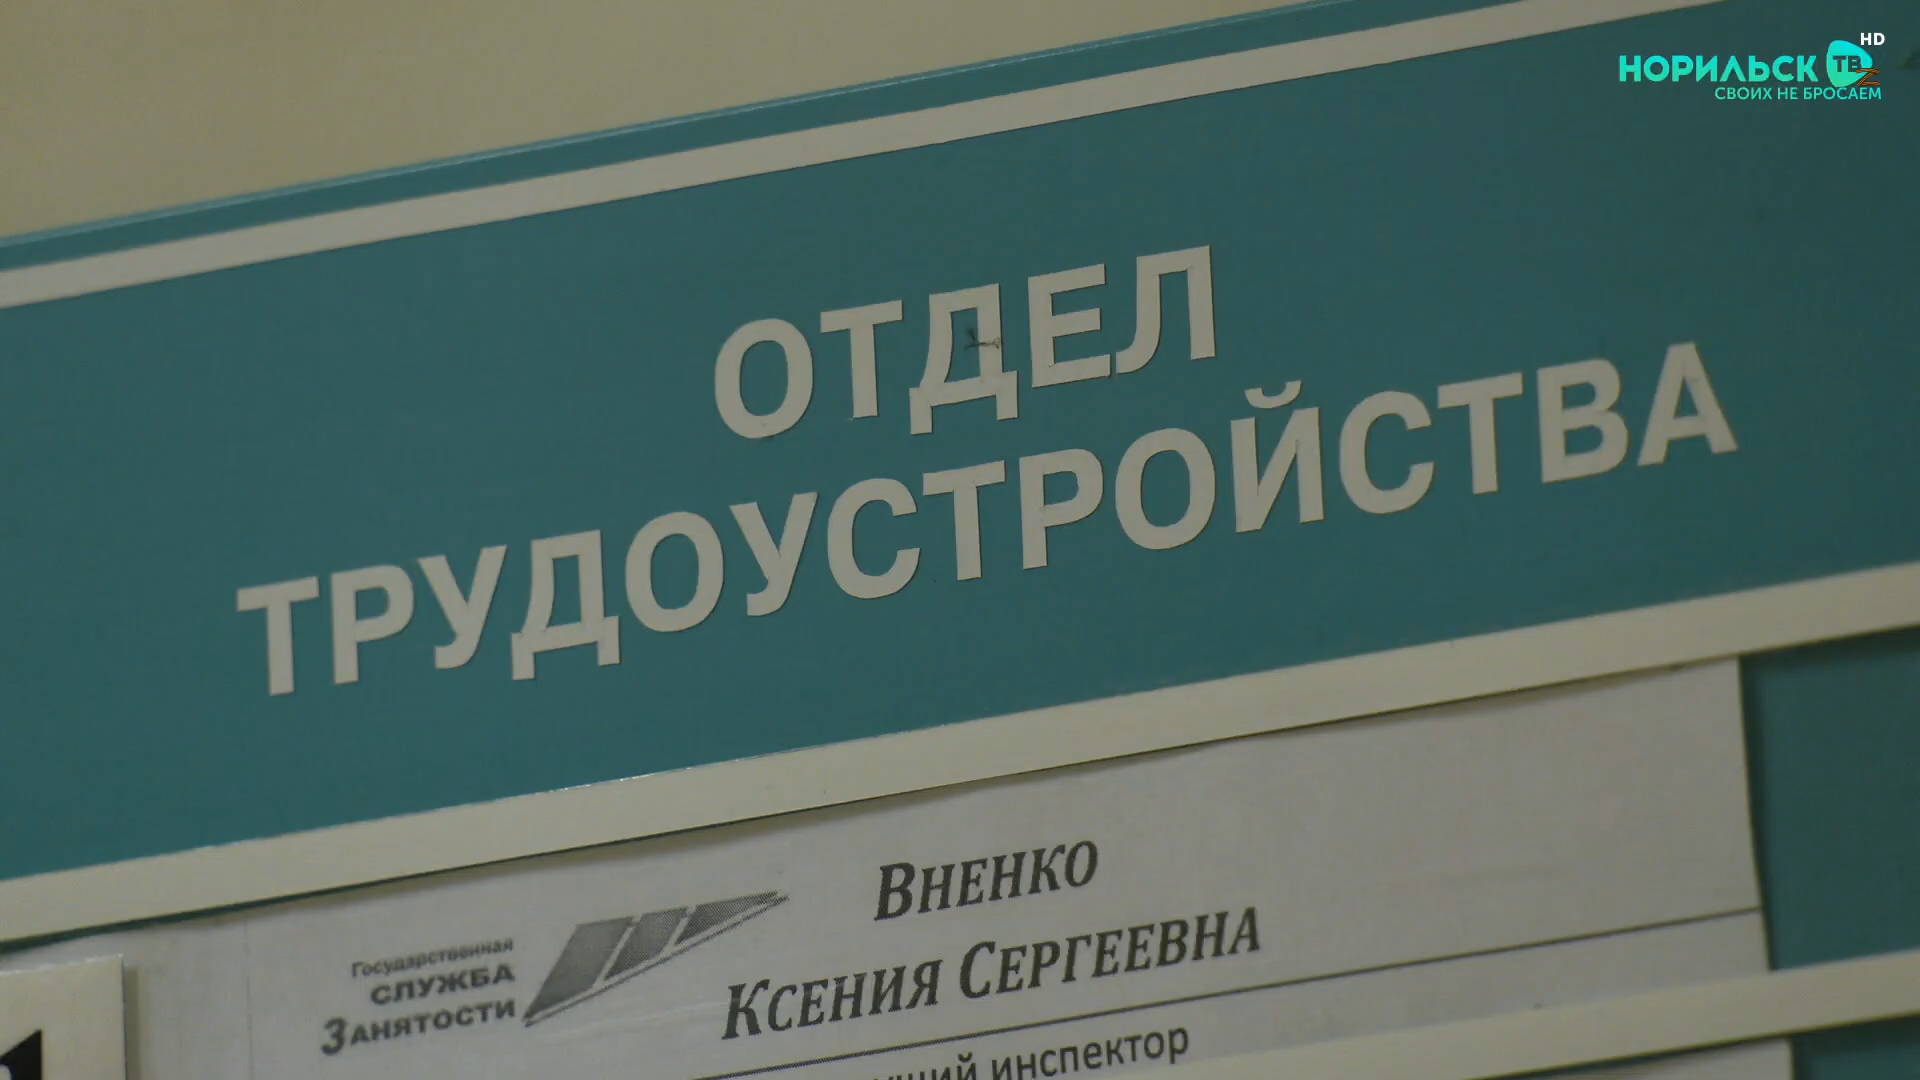 НОРИЛЬСК ТВ HD
СВОИХ НЕ БРОСАЕМ
ОТДЕЛ
ТРУДОУСТРОЙСТВА
Государственная
СЛУЖБА
ЗАНЯТОСТИ
ВНЕНКО
КСЕНИЯ СЕРГЕЕВНА
инспектор